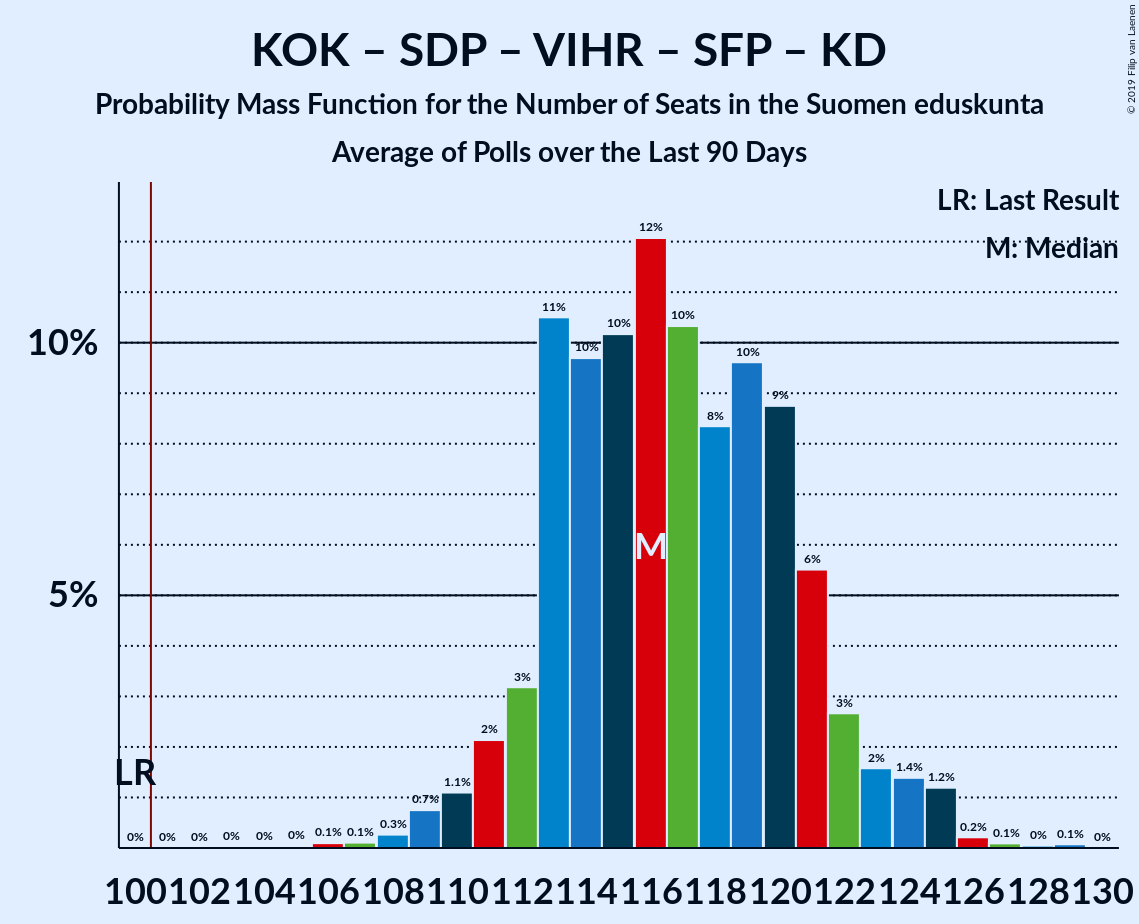 KOK – SDP – VIHR – SFP – KD
Probability Mass Function for the Number of Seats in the Suomen eduskunta
Average of Polls over the Last 90 Days
© 2019 Filip van Laenen
LR: Last Result
M: Median
10%
5%
LR
M
0% 0% 0% 0% 0% 0% 0.1% 0.1% 0.3% 0.7% 1.1% 2% 3% 11% 10% 10% 12% 10% 8% 10% 9% 6% 3% 2% 1.4% 1.2% 0.2% 0.1% 0% 0.1% 0%
100 102 104 106 108 110 112 114 116 118 120 122 124 126 128 130